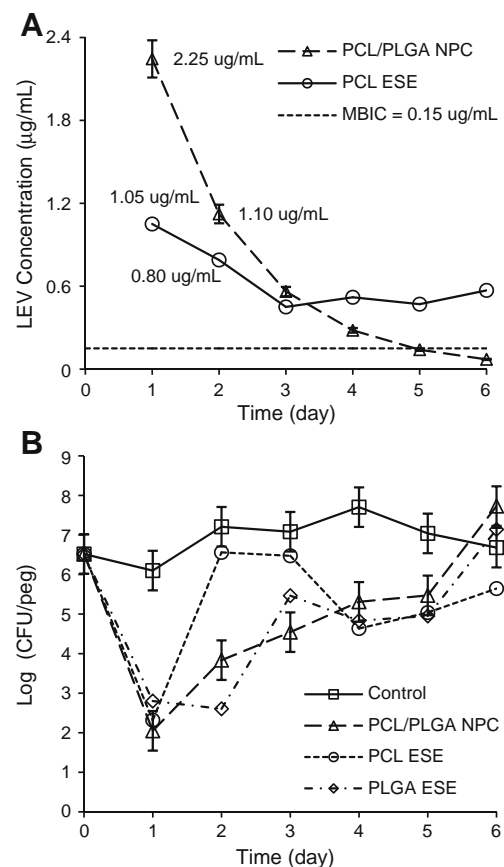 A
2.4
1.8
1.2
0.6
0
LEV Concentration (μg/mL)
2.25 ug/mL
1.05 ug/mL
1.10 ug/mL
0.80 ug/mL
PCL/PLGA NPC
PCL ESE
MBIC = 0.15 ug/mL
0 1 2 3 4 5 6
Time (day)
B
9
8
7
6
5
4
3
2
1
0
Log (CFU/peg)
Control
PCL/PLGA NPC
PCL ESE
PLGA ESE
0 1 2 3 4 5 6
Time (day)